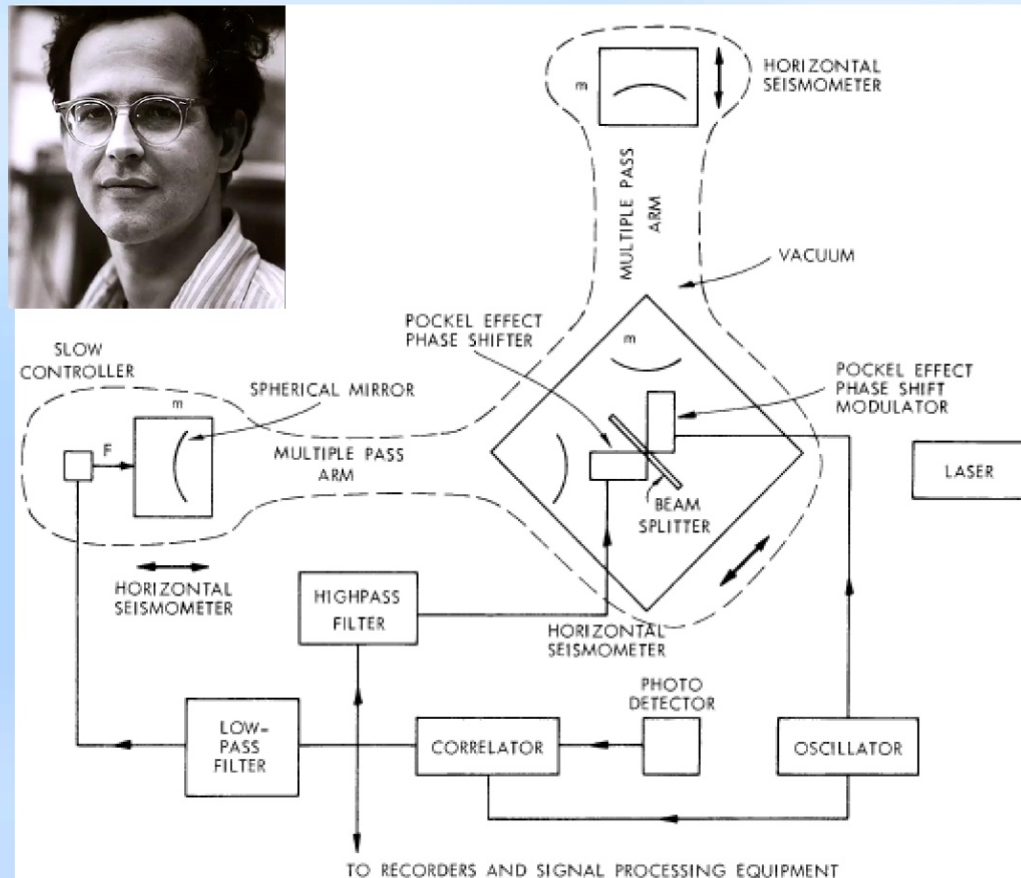 HORIZONTAL
SEISMOMETER
m
MULTIPLE PASS
ARM
VACUUM
POCKEL EFFECT
PHASE SHIFTER
m
SLOW
CONTROLLER
SPHERICAL MIRROR
m
POCKEL EFFECT
PHASE SHIFT
MODULATOR
F
MULTIPLE PASS
ARM
LASER
BEAM
SPLITTER
HORIZONTAL
SEISMOMETER
HIGHPASS
FILTER
HORIZONTAL
SEISMOMETER
PHOTO
DETECTOR
LOW-
PASS
FILTER
CORRELATOR
OSCILLATOR
TO RECORDERS AND SIGNAL PROCESSING EQUIPMENT